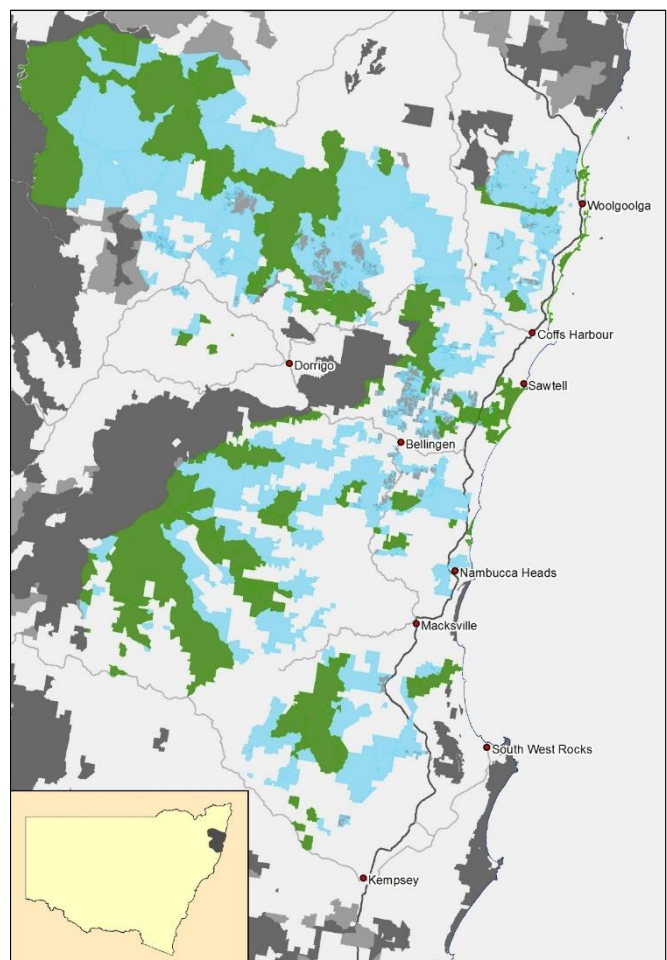 Woolgoolga
Coffs Harbour
Dorrigo
Sawtell
Bellingen
Nambucca Heads
Macksville
South West Rocks
Kempsey